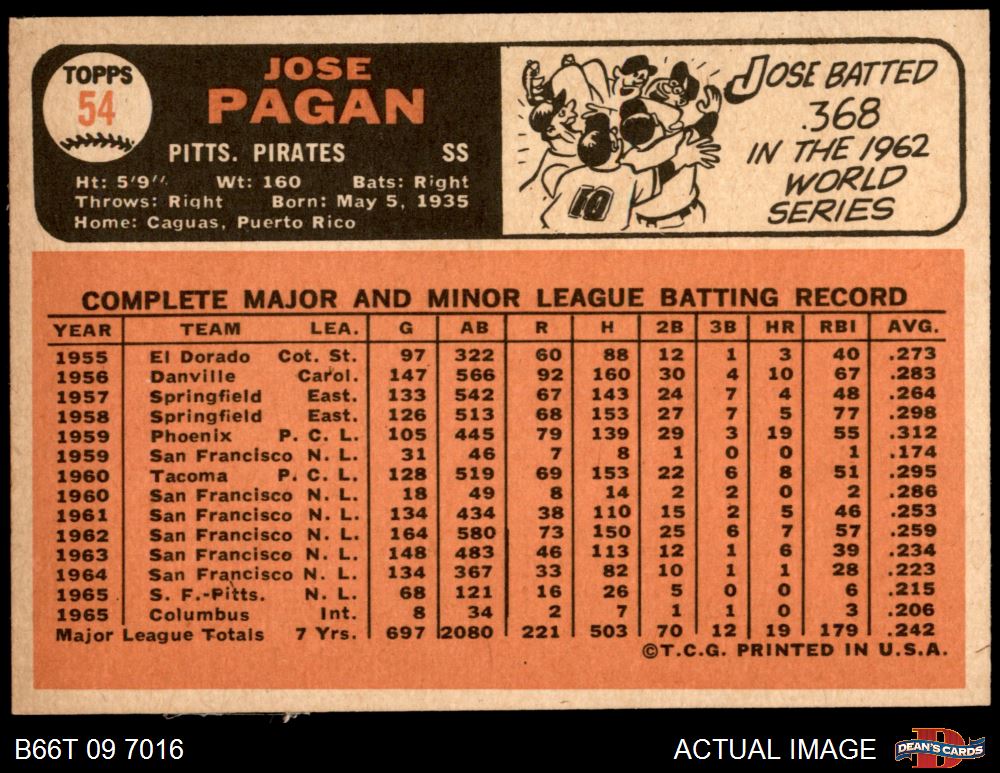 TOPPS
54
JOSE
PAGAN
PITTS. PIRATES SS
Ht: 5'9" Wt: 160 Bats: Right
Throws: Right Born: May 5, 1935
Home: Caguas, Puerto Rico
10
JOSE BATTED
.368
IN THE 1962
WORLD
SERIES
COMPLETE MAJOR AND MINOR LEAGUE BATTING RECORD
YEAR TEAM LEA. G AB R H 2B 3B HR RBI AVG.
1955 El Dorado Cot. St. 97 322 60 88 12 1 3 40 .273
1956 Danville Carol. 147 566 92 160 30 4 10 67 .283
1957 Springfield East. 133 542 67 143 24 7 4 48 .264
1958 Springfield East. 126 513 68 153 27 7 5 77 .298
1959 Phoenix P. C. L. 105 445 79 139 29 3 19 55 .312
1959 San Francisco N. L. 31 46 7 8 1 0 0 1 .174
1960 Tacoma P. C. L. 128 519 69 153 22 6 8 51 .295
1960 San Francisco N. L. 18 49 8 14 2 2 0 2 .286
1961 San Francisco N. L. 134 434 38 110 15 2 5 46 .253
1962 San Francisco N. L. 164 580 73 150 25 6 7 57 .259
1963 San Francisco N. L. 148 483 46 113 12 1 6 39 .234
1964 San Francisco N. L. 134 367 33 82 10 1 1 28 .223
1965 S. F.-Pitts. N. L. 68 121 16 26 5 0 0 6 .215
1965 Columbus Int. 8 34 2 7 1 1 0 3 .206
Major League Totals 7 Yrs. 697 2080 221 503 70 12 19 179 .242
©T.C.G. PRINTED IN U.S.A.
B66T 09 7016 ACTUAL IMAGE
D
DEAN'S CARDS